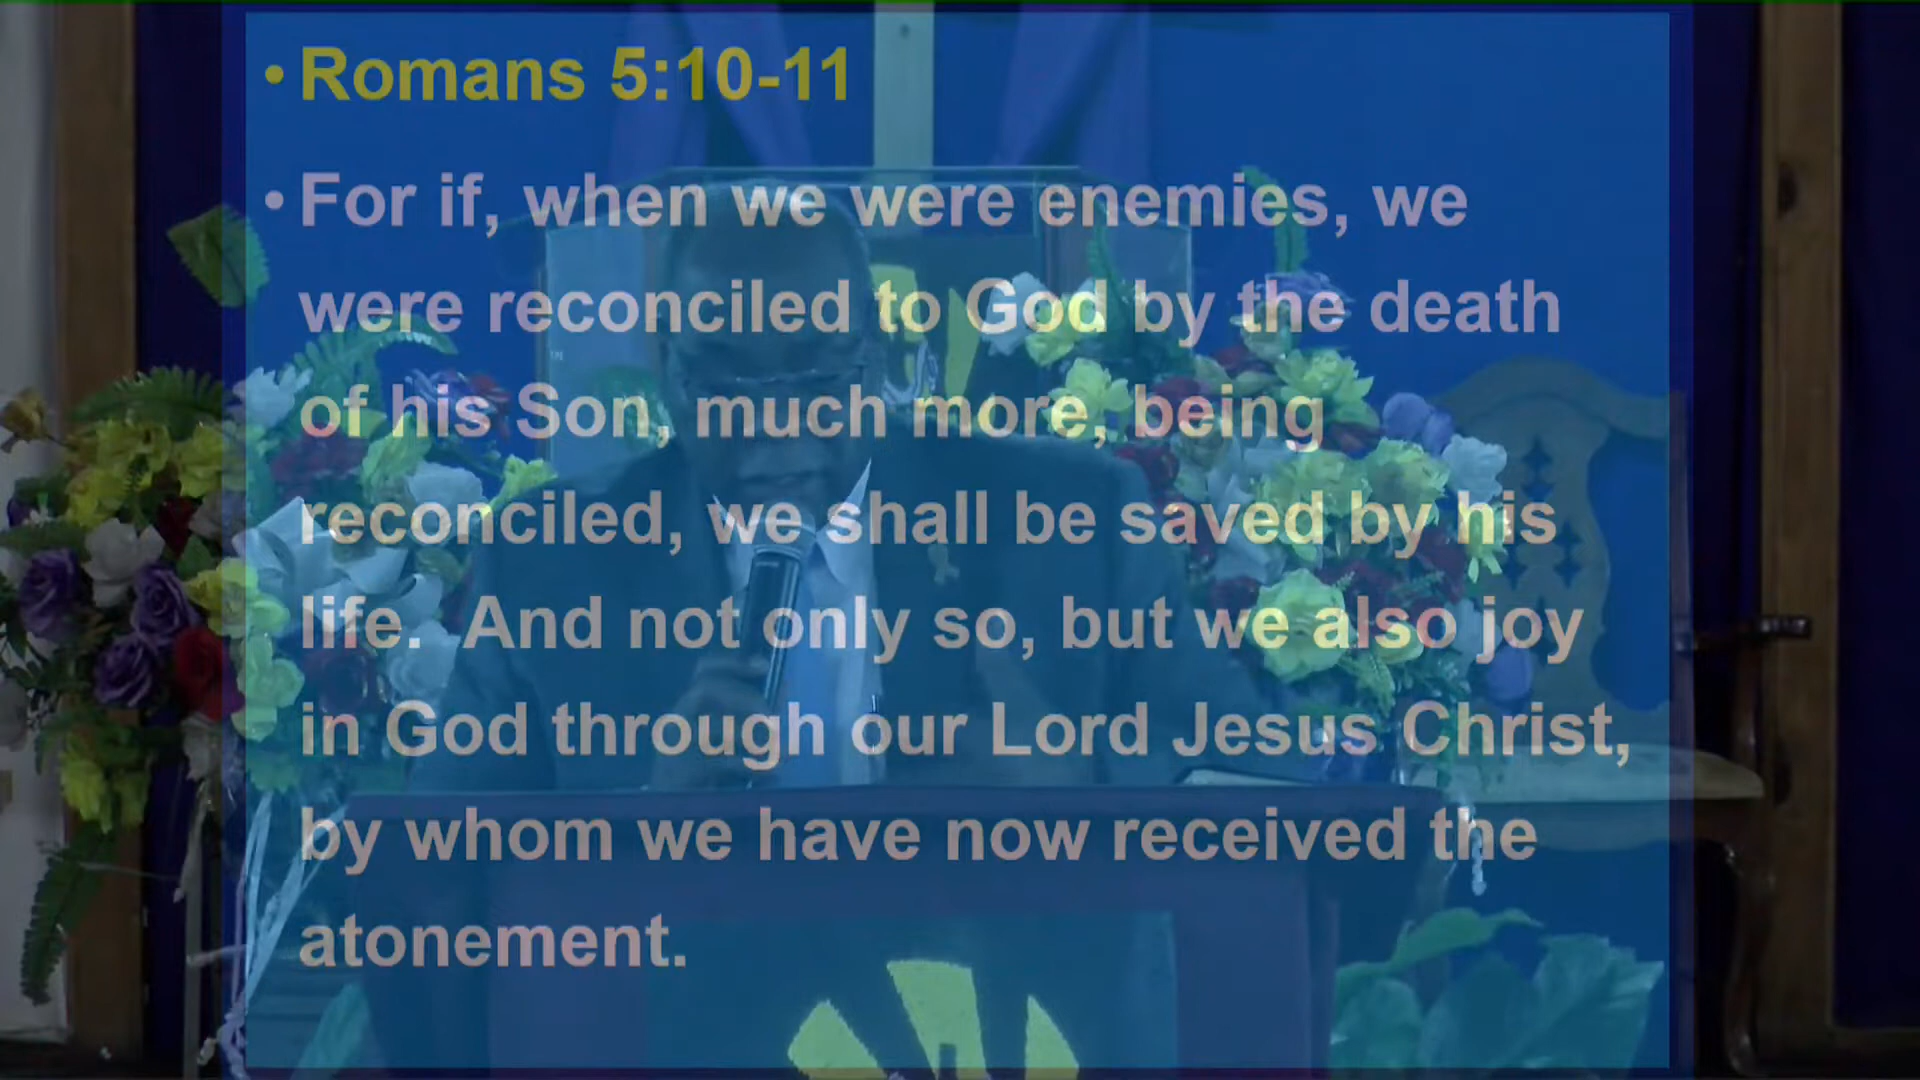 • Romans 5:10-11
• For if, when we were enemies, we
were reconciled to God by the death
of his Son, much more, being
reconciled, we shall be saved by his
life.  And not only so, but we also joy
in God through our Lord Jesus Christ,
by whom we have now received the
atonement.